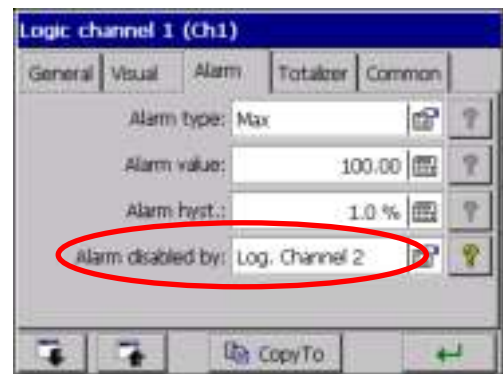 Logic channel 1 (Ch1)
General Visual Alarm Totalizer Common
Alarm type: Max ?
Alarm value: 100.00 ?
Alarm hyst.: 1.0 % ?
Alarm disabled by: Log. Channel 2 ?
CopyTo